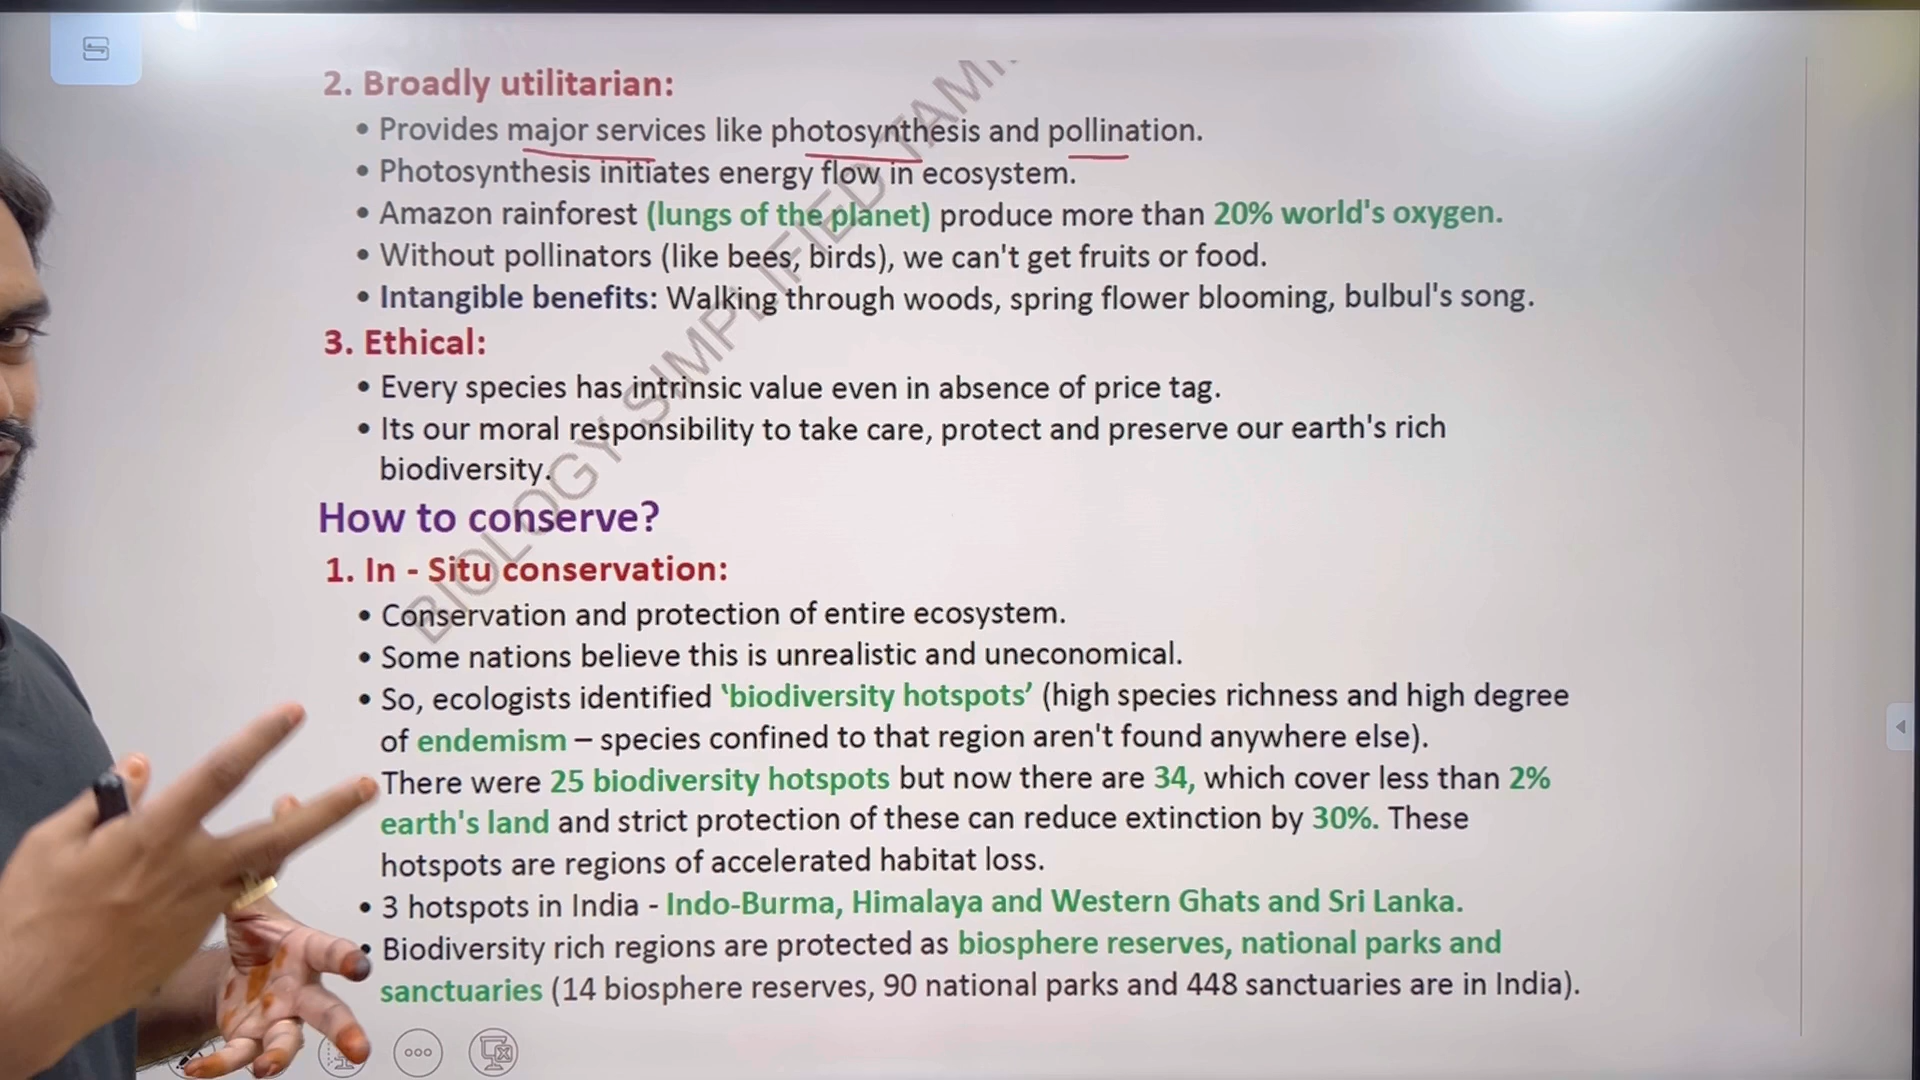 2. Broadly utilitarian:
• Provides major services like photosynthesis and pollination.
• Photosynthesis initiates energy flow in ecosystem.
• Amazon rainforest (lungs of the planet) produce more than 20% world's oxygen.
• Without pollinators (like bees, birds), we can't get fruits or food.
• Intangible benefits: Walking through woods, spring flower blooming, bulbul's song.
3. Ethical:
• Every species has intrinsic value even in absence of price tag.
• Its our moral responsibility to take care, protect and preserve our earth's rich
biodiversity.
How to conserve?
1. In - Situ conservation:
• Conservation and protection of entire ecosystem.
• Some nations believe this is unrealistic and uneconomical.
• So, ecologists identified ‘biodiversity hotspots’ (high species richness and high degree
of endemism – species confined to that region aren't found anywhere else).
There were 25 biodiversity hotspots but now there are 34, which cover less than 2%
earth's land and strict protection of these can reduce extinction by 30%. These
hotspots are regions of accelerated habitat loss.
• 3 hotspots in India - Indo-Burma, Himalaya and Western Ghats and Sri Lanka.
• Biodiversity rich regions are protected as biosphere reserves, national parks and
sanctuaries (14 biosphere reserves, 90 national parks and 448 sanctuaries are in India).
BIOLOGY SIMPLIFIED